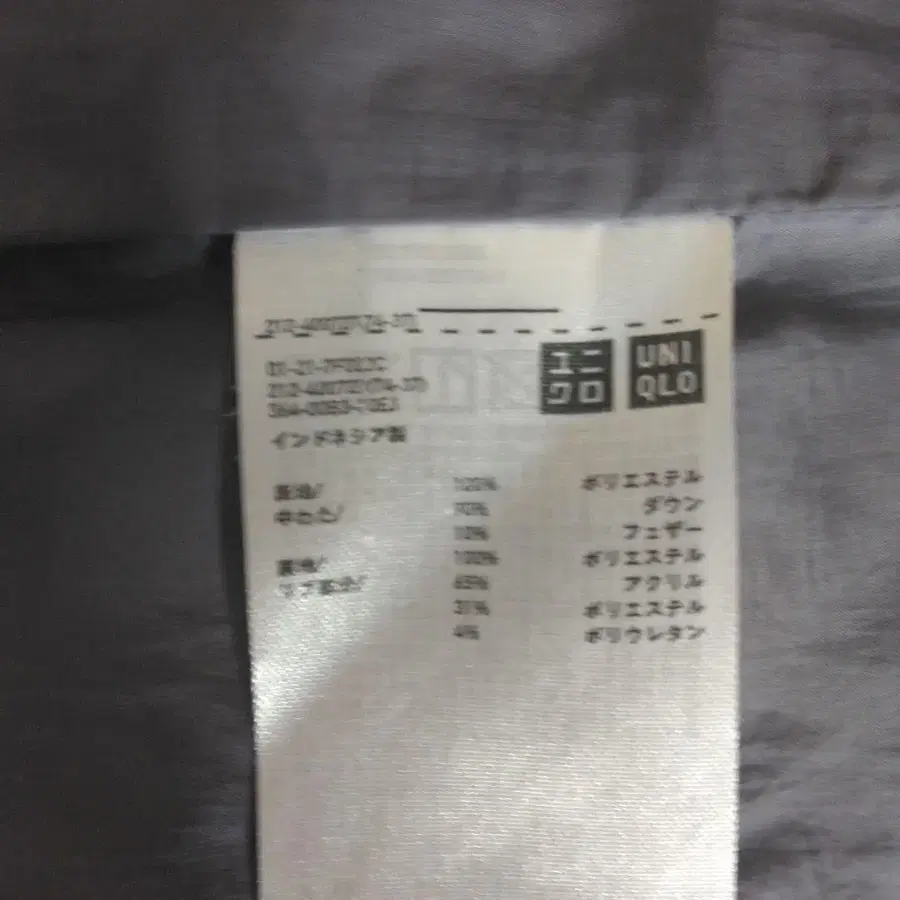 ユニクロ
UNIQLO
インドネシア製
表地/ 100% ポリエステル
中わた/ 90% ダウン
10% フェザー
裏地/ 100% ポリエステル
リブ部分/ 65% アクリル
31% ポリエステル
4% ポリウレタン